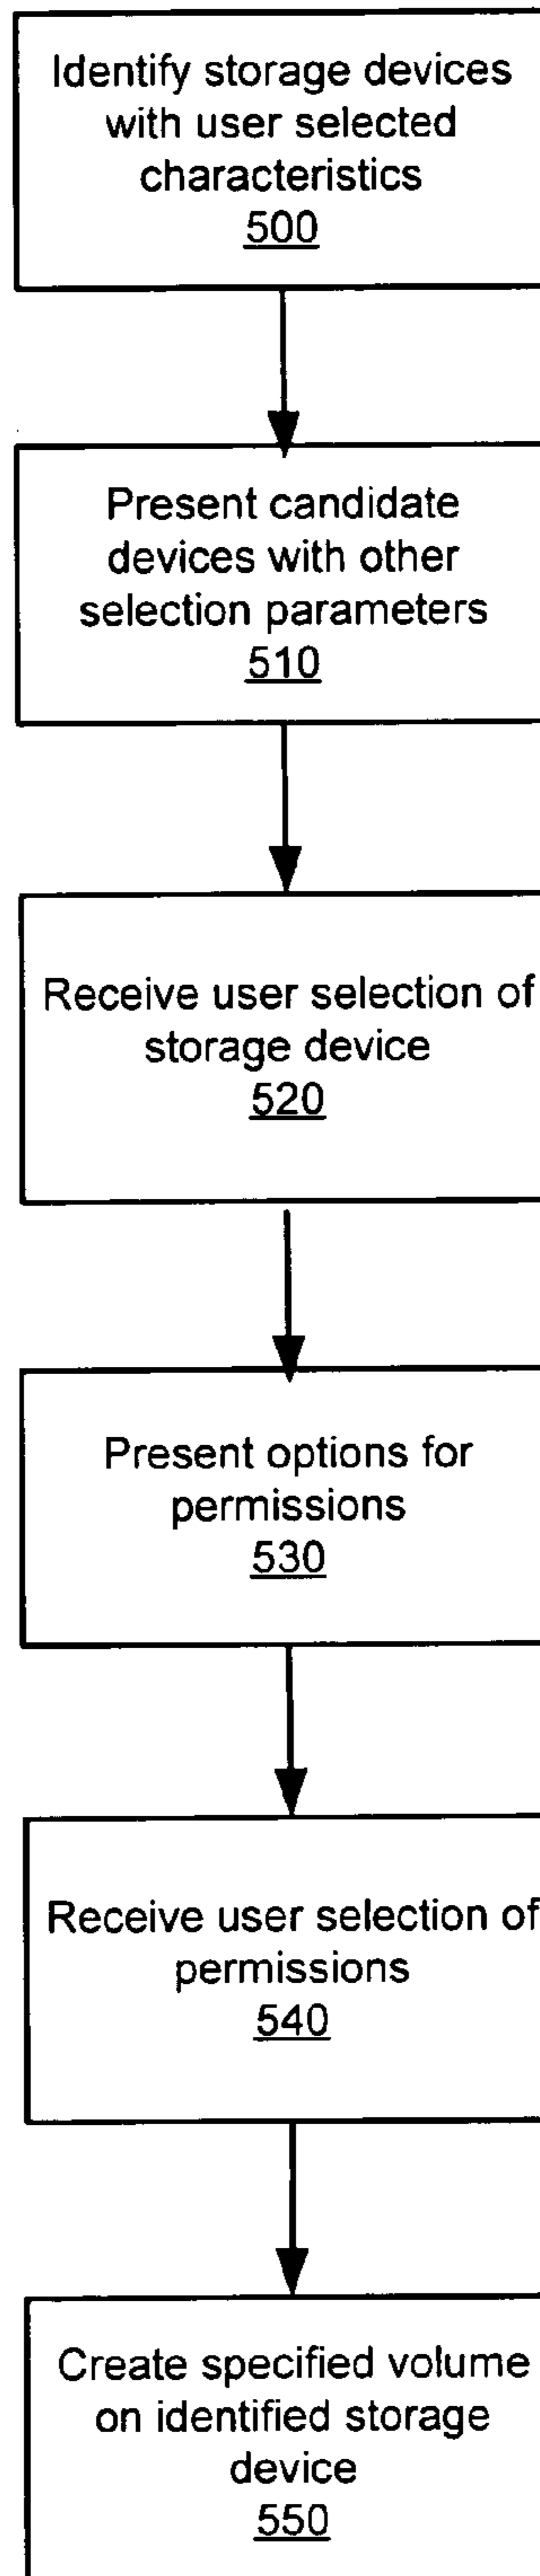 Identify storage devices
with user selected
characteristics
500
Present candidate
devices with other
selection parameters
510
Receive user selection of
storage device
520
Present options for
permissions
530
Receive user selection of
permissions
540
Create specified volume
on identified storage
device
550